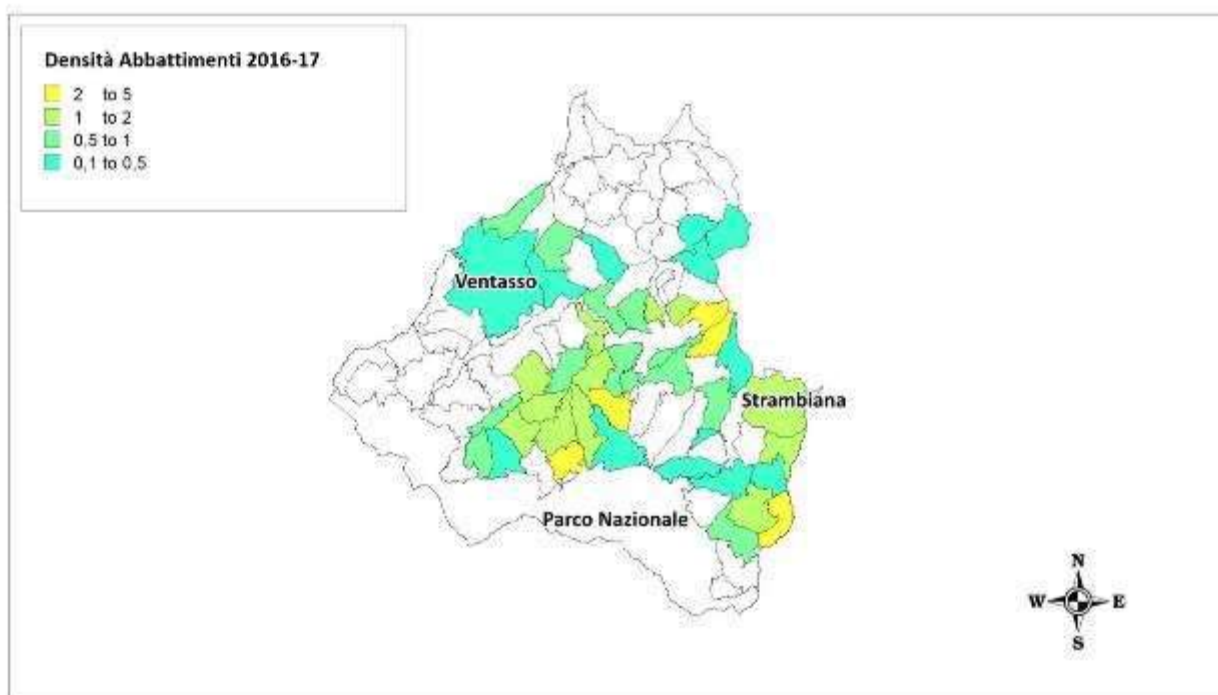 Densità Abbattimenti 2016-17
2 to 5
1 to 2
0,5 to 1
0,1 to 0,5
Ventasso
Strambiana
Parco Nazionale
N
W E
S